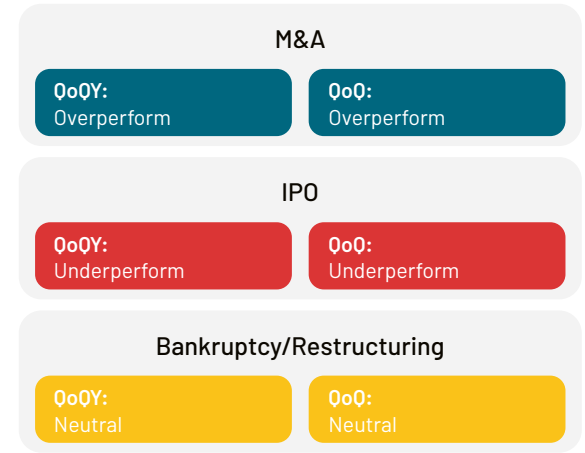 M&A
QoQY:
Overperform
QoQ:
Overperform
IPO
QoQY:
Underperform
QoQ:
Underperform
Bankruptcy/Restructuring
QoQY:
Neutral
QoQ:
Neutral